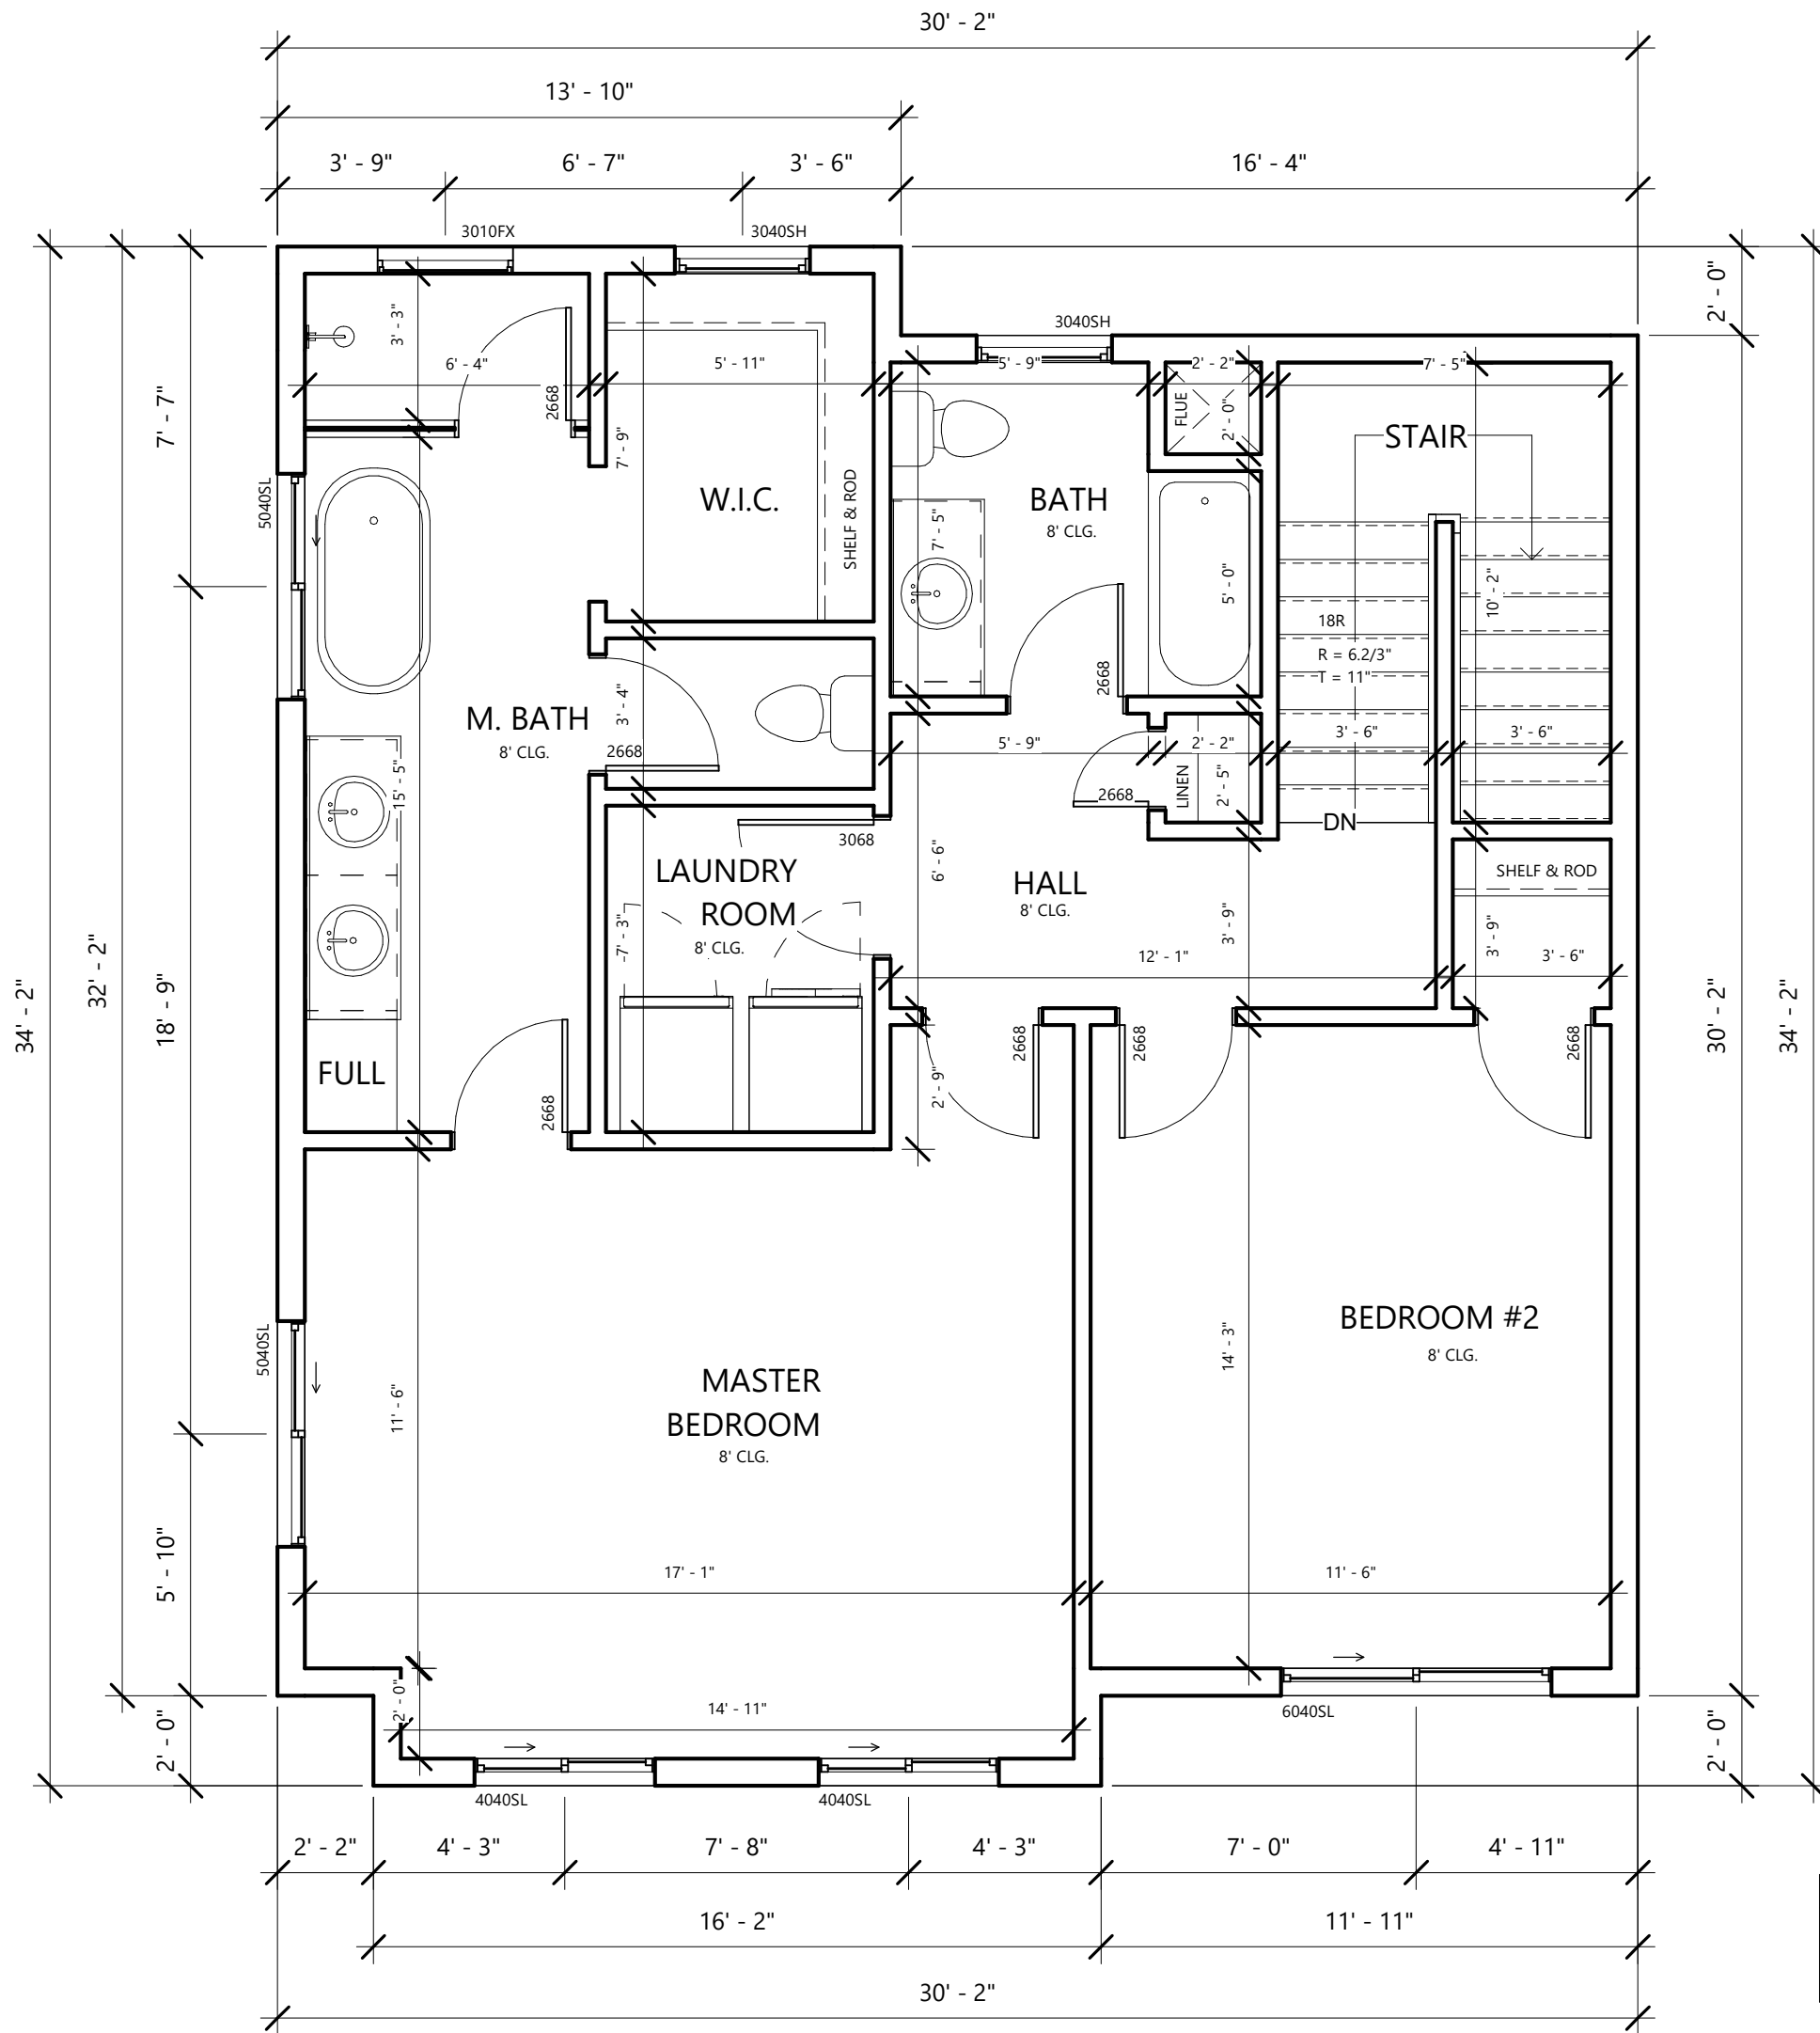 30' - 2"
13' - 10"
3' - 9"
6' - 7"
3' - 6"
16' - 4"
3010FX
3040SH
2' - 0"
3040SH
3' - 3"
6' - 4"
5' - 11"
5' - 9"
2' - 2"
7' - 5"
2668
FLUE
2' - 0"
7' - 7"
7' - 9"
STAIR
5040SL
W.I.C.
SHELF & ROD
BATH
8' CLG.
7' - 5"
5' - 0"
10' - 2"
18R
R = 6.2/3"
T = 11"
2668
M. BATH
8' CLG.
3' - 4"
2668
5' - 9"
2' - 2"
3' - 6"
3' - 6"
15' - 5"
2668
LINEN
2' - 5"
DN
3068
LAUNDRY
ROOM
8' CLG.
6' - 6"
HALL
8' CLG.
SHELF & ROD
7' - 3"
3' - 9"
3' - 9"
12' - 1"
3' - 6"
34' - 2"
32' - 2"
18' - 9"
30' - 2"
34' - 2"
FULL
2668
2' - 9"
2668
2668
2668
5040SL
11' - 6"
MASTER
BEDROOM
8' CLG.
14' - 3"
BEDROOM #2
8' CLG.
5' - 10"
17' - 1"
11' - 6"
2' - 0"
2' - 0"
14' - 11"
6040SL
2' - 0"
4040SL
4040SL
2' - 2"
4' - 3"
7' - 8"
4' - 3"
7' - 0"
4' - 11"
16' - 2"
11' - 11"
30' - 2"